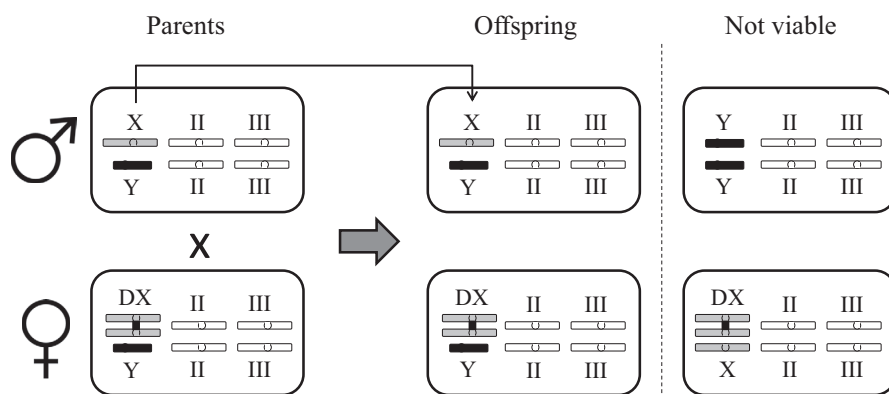 Parents Offspring Not viable
X II III X II III Y II III
Y II III Y II III Y II III
X
DX II III DX II III DX II III
Y II III Y II III X II III